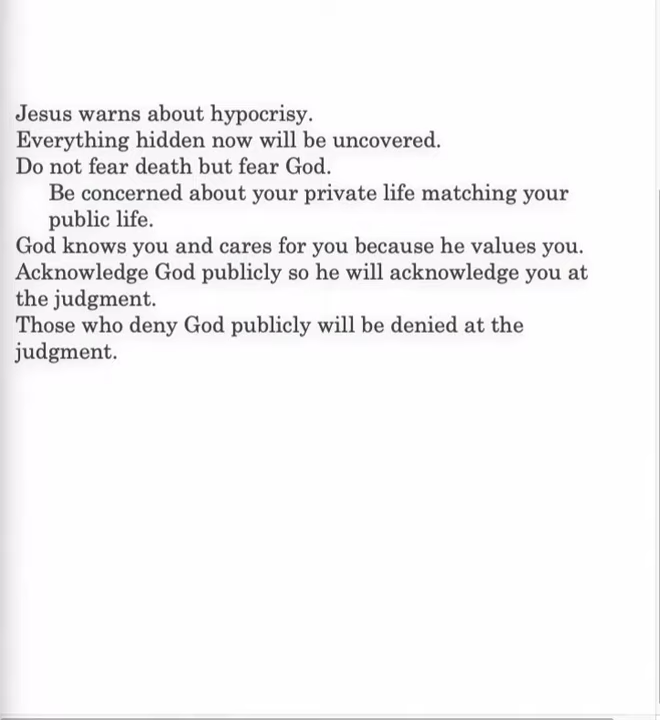 Jesus warns about hypocrisy.
Everything hidden now will be uncovered.
Do not fear death but fear God.
Be concerned about your private life matching your
public life.
God knows you and cares for you because he values you.
Acknowledge God publicly so he will acknowledge you at
the judgment.
Those who deny God publicly will be denied at the
judgment.